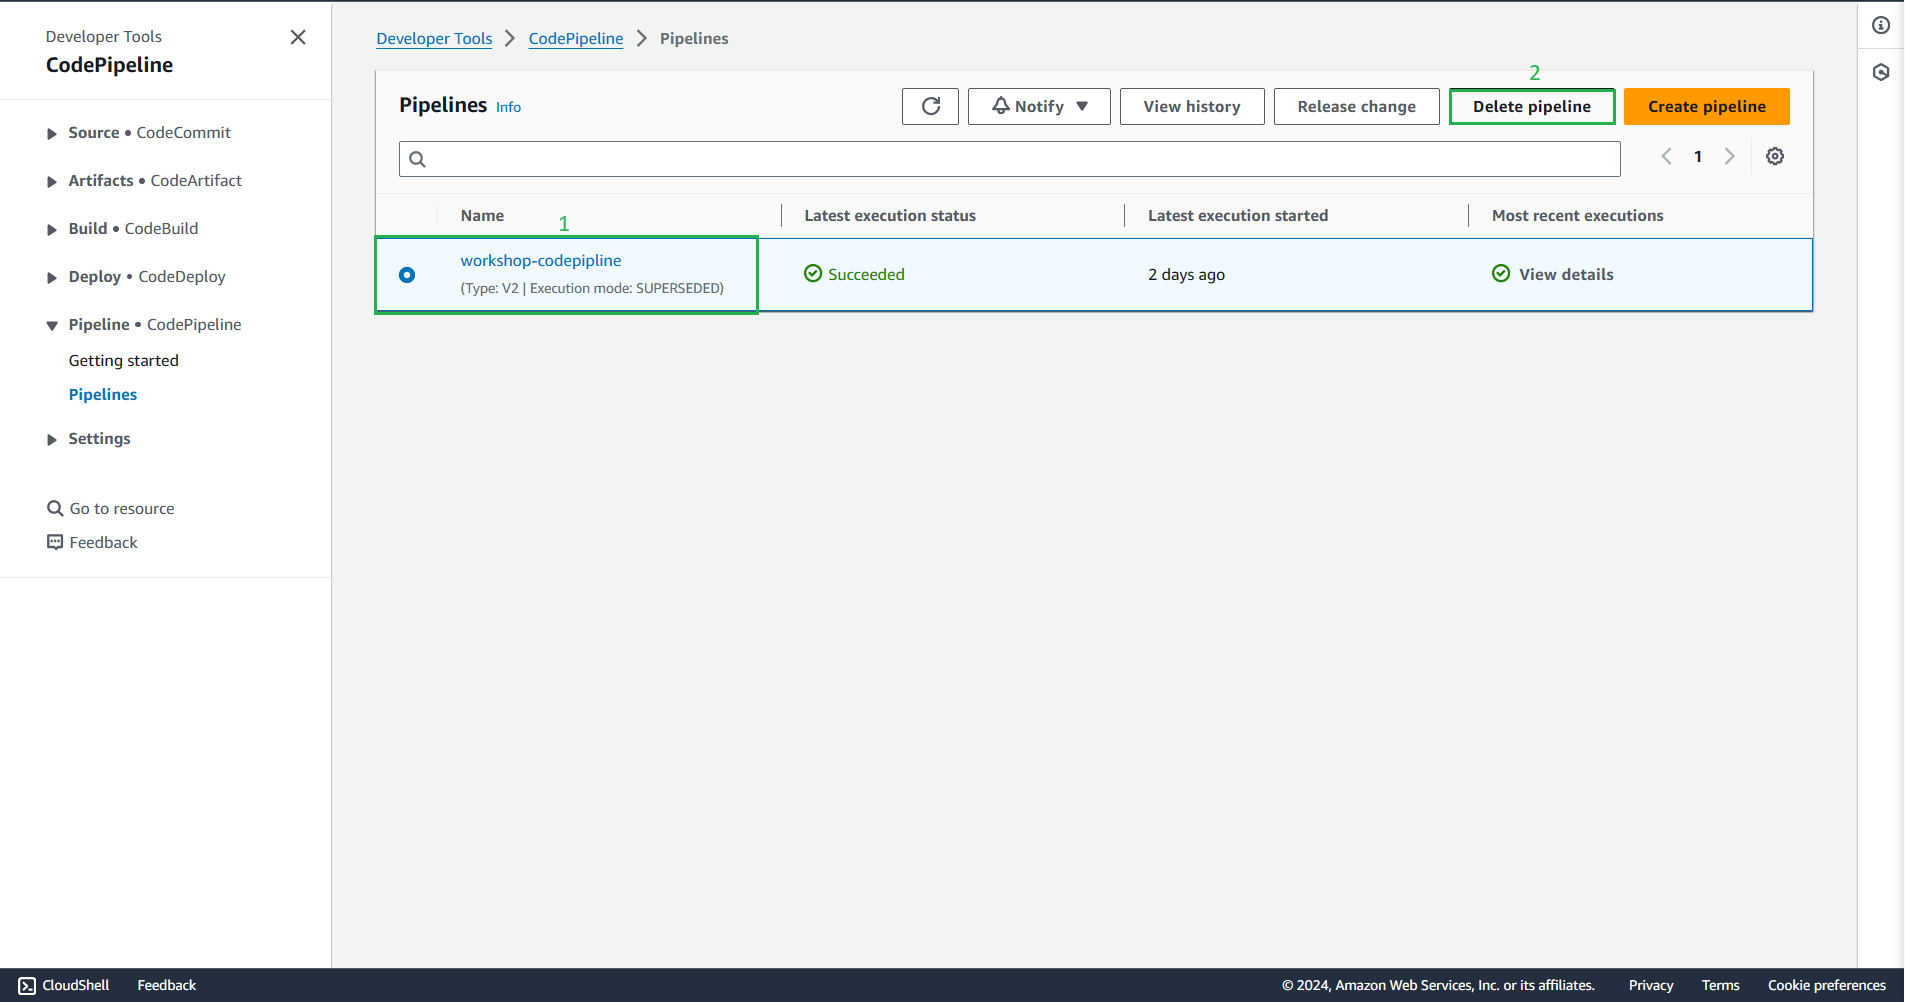 Developer Tools
CodePipeline
Source • CodeCommit
Artifacts • CodeArtifact
Build • CodeBuild
Deploy • CodeDeploy
Pipeline • CodePipeline
Getting started
Pipelines
Settings
Go to resource
Feedback
Developer Tools CodePipeline Pipelines
2
Pipelines Info Notify View history Release change Delete pipeline Create pipeline
1
Name Latest execution status Latest execution started Most recent executions
1
workshop-codepipline
(Type: V2 | Execution mode: SUPERSEDED)
Succeeded 2 days ago View details
CloudShell Feedback © 2024, Amazon Web Services, Inc. or its affiliates. Privacy Terms Cookie preferences